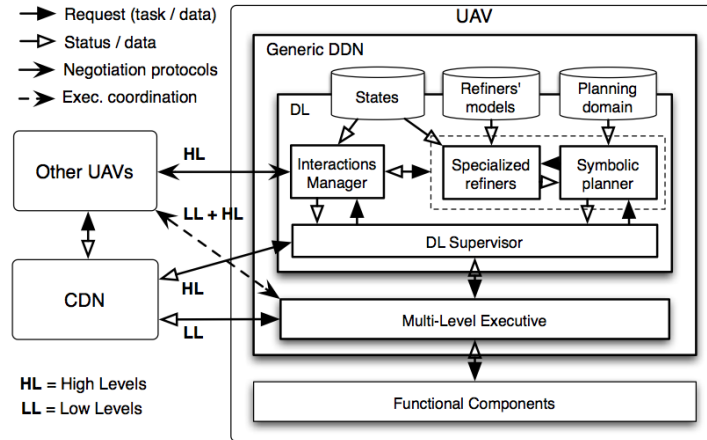 Request (task / data)
Status / data
Negotiation protocols
Exec. coordination
UAV
Generic DDN
States
Refiners'
models
Planning
domain
DL
Other UAVs
HL
Interactions
Manager
Specialized
refiners
Symbolic
planner
LL + HL
DL Supervisor
CDN
HL
LL
Multi-Level Executive
HL = High Levels
LL = Low Levels
Functional Components